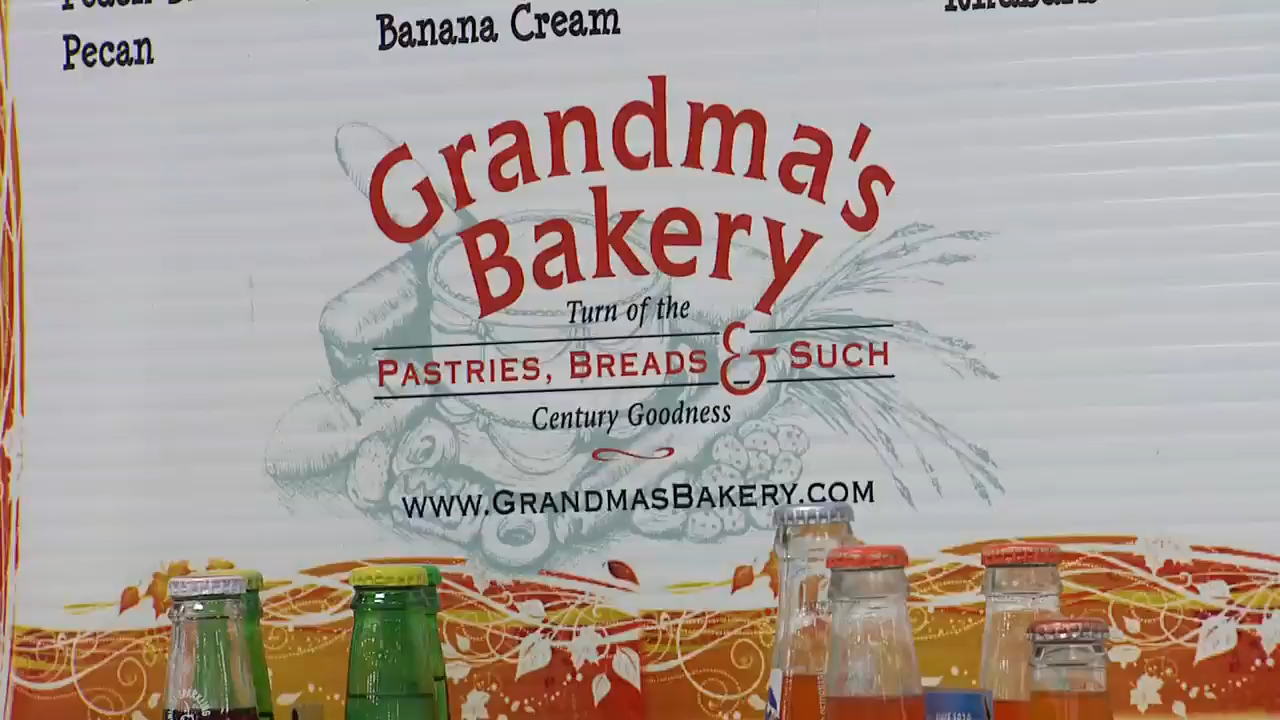 Pecan
Banana Cream
Grandma's
Bakery
Turn of the
PASTRIES, BREADS & SUCH
Century Goodness
WWW.GRANDMASBAKERY.COM